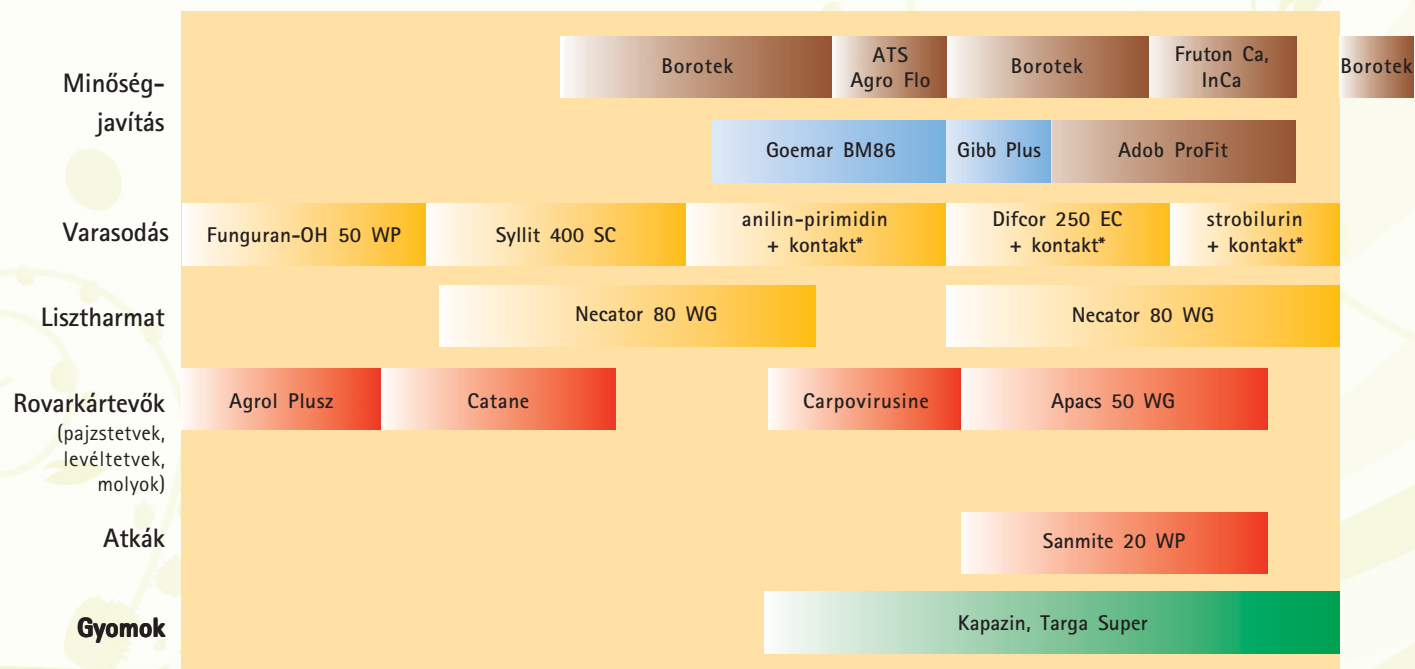 Minőség-
javítás
Borotek
ATS
Agro Flo
Borotek
Fruton Ca,
InCa
Borotek
Goemar BM86
Gibb Plus
Adob ProFit
Varasodás
Funguran-OH 50 WP
Syllit 400 SC
anilin-pirimidin
+ kontakt*
Difcor 250 EC
+ kontakt*
strobilurin
+ kontakt*
Lisztharmat
Necator 80 WG
Necator 80 WG
Rovarkártevők
(pajzstetvek,
levéltetvek,
molyok)
Agrol Plusz
Catane
Carpovirusine
Apacs 50 WG
Atkák
Sanmite 20 WP
Gyomok
Kapazin, Targa Super